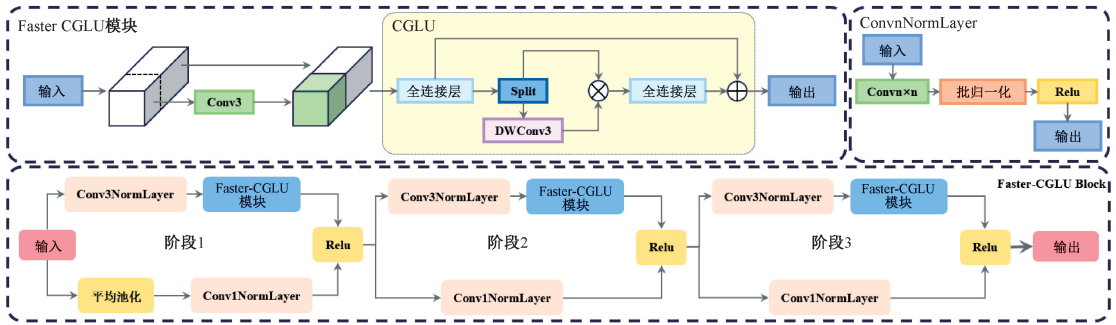 Faster CGLU模块
输入
Conv3
CGLU
全连接层
Split
DWConv3
全连接层
输出
ConvnNormLayer
输入
Convn×n
批归一化
Relu
输出
Faster-CGLU Block
输入
Conv3NormLayer
Faster-CGLU
模块
阶段1
平均池化
Conv1NormLayer
Relu
Conv3NormLayer
Faster-CGLU
模块
阶段2
Conv1NormLayer
Relu
Conv3NormLayer
Faster-CGLU
模块
阶段3
Conv1NormLayer
Relu
输出